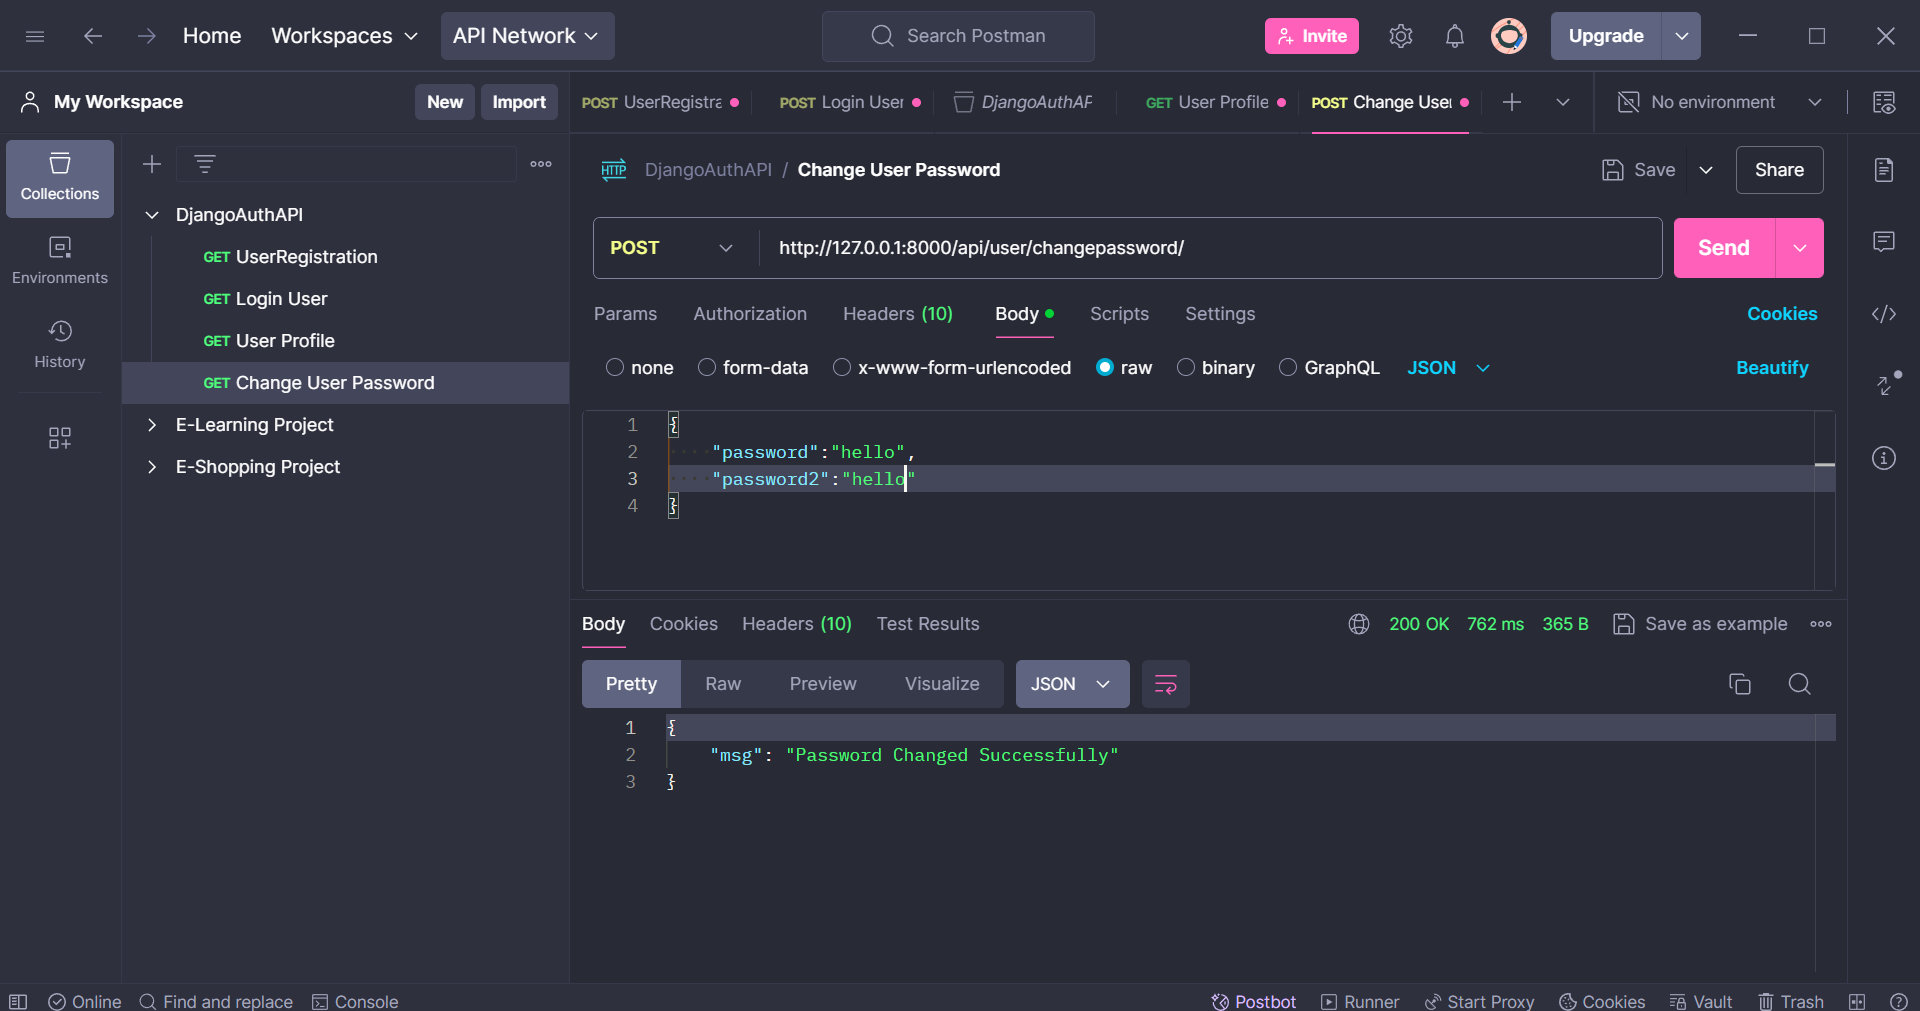 Home Workspaces API Network Search Postman Invite Upgrade
My Workspace New Import
POST UserRegistra POST Login User DjangoAuthAP GET User Profile POST Change Use No environment
Collections
Environments
History
DjangoAuthAPI
GET UserRegistration
GET Login User
GET User Profile
GET Change User Password
E-Learning Project
E-Shopping Project
HTTP DjangoAuthAPI / Change User Password Save Share
POST http://127.0.0.1:8000/api/user/changepassword/ Send
Params Authorization Headers (10) Body Scripts Settings Cookies
none form-data x-www-form-urlencoded raw binary GraphQL JSON Beautify
1 {
2 "password":"hello",
3 "password2":"hello"
4 }
Body Cookies Headers (10) Test Results 200 OK 762 ms 365 B Save as example
Pretty Raw Preview Visualize JSON
1 {
2 "msg": "Password Changed Successfully"
3 }
Online Find and replace Console Postbot Runner Start Proxy Cookies Vault Trash